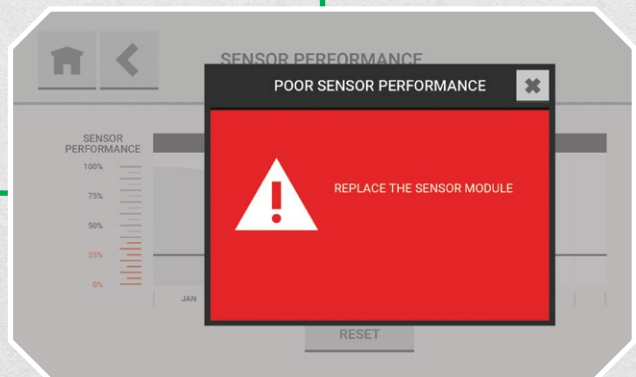 SENSOR PERFORMANCE
POOR SENSOR PERFORMANCE
SENSOR
PERFORMANCE
100%
75%
50%
25%
0%
REPLACE THE SENSOR MODULE
JAN
RESET